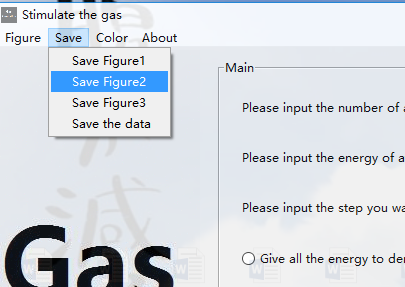 Stimulate the gas
Figure Save Color About
Save Figure1
Save Figure2
Save Figure3
Save the data
Main
Please input the number of
Please input the energy of a
Please input the step you wa
Give all the energy to
Gas